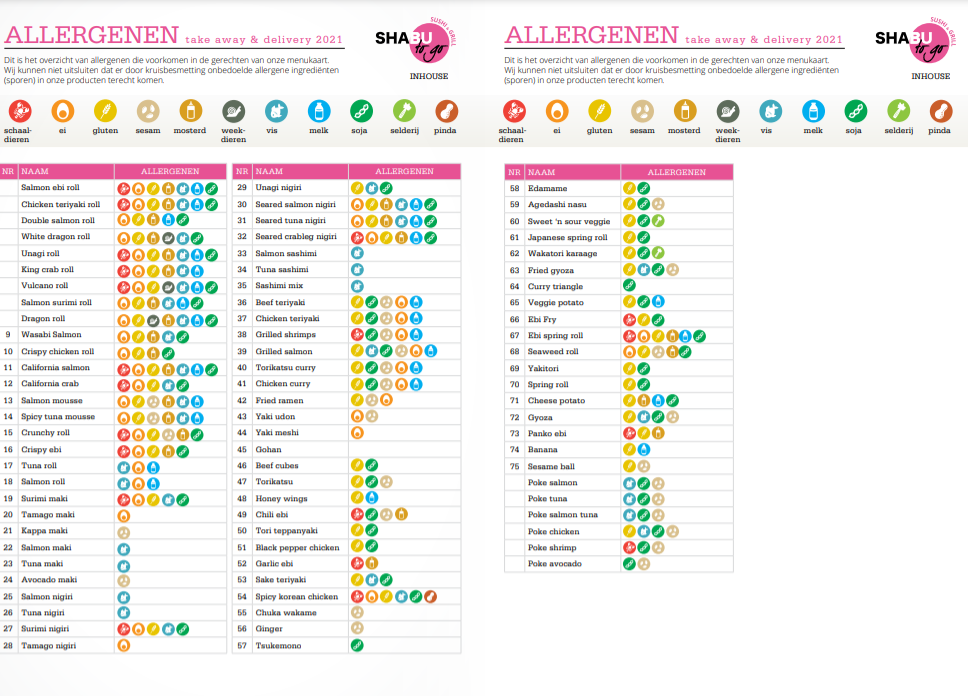 ALLERGENEN take away & delivery 2021
SUSHI & GRILL
SHABU
to go
INHOUSE
Dit is het overzicht van allergenen die voorkomen in de gerechten van onze menukaart.
Wij kunnen niet uitsluiten dat er door kruisbesmetting onbedoelde allergene ingrediënten
(sporen) in onze producten terecht komen.
schaal-
dieren
ei
gluten
sesam
mosterd
week-
dieren
vis
melk
soja
selderij
pinda
NR NAAM ALLERGENEN
Salmon ebi roll
Chicken teriyaki roll
Double salmon roll
White dragon roll
Unagi roll
King crab roll
Vulcano roll
Salmon surimi roll
Dragon roll
9 Wasabi Salmon
10 Crispy chicken roll
11 California salmon
12 California crab
13 Salmon mousse
14 Spicy tuna mousse
15 Crunchy roll
16 Crispy ebi
17 Tuna roll
18 Salmon roll
19 Surimi maki
20 Tamago maki
21 Kappa maki
22 Salmon maki
23 Tuna maki
24 Avocado maki
25 Salmon nigiri
26 Tuna nigiri
27 Surimi nigiri
28 Tamago nigiri
NR NAAM ALLERGENEN
29 Unagi nigiri
30 Seared salmon nigiri
31 Seared tuna nigiri
32 Seared crableg nigiri
33 Salmon sashimi
34 Tuna sashimi
35 Sashimi mix
36 Beef teriyaki
37 Chicken teriyaki
38 Grilled shrimps
39 Grilled salmon
40 Torikatsu curry
41 Chicken curry
42 Fried ramen
43 Yaki udon
44 Yaki meshi
45 Gohan
46 Beef cubes
47 Torikatsu
48 Honey wings
49 Chili ebi
50 Tori teppanyaki
51 Black pepper chicken
52 Garlic ebi
53 Sake teriyaki
54 Spicy korean chicken
55 Chuka wakame
56 Ginger
57 Tsukemono
ALLERGENEN take away & delivery 2021
SUSHI & GRILL
SHABU
to go
INHOUSE
Dit is het overzicht van allergenen die voorkomen in de gerechten van onze menukaart.
Wij kunnen niet uitsluiten dat er door kruisbesmetting onbedoelde allergene ingrediënten
(sporen) in onze producten terecht komen.
schaal-
dieren
ei
gluten
sesam
mosterd
week-
dieren
vis
melk
soja
selderij
pinda
NR NAAM ALLERGENEN
58 Edamame
59 Agedashi nasu
60 Sweet 'n sour veggie
61 Japanese spring roll
62 Wakatori karaage
63 Fried gyoza
64 Curry triangle
65 Veggie potato
66 Ebi Fry
67 Ebi spring roll
68 Seaweed roll
69 Yakitori
70 Spring roll
71 Cheese potato
72 Gyoza
73 Panko ebi
74 Banana
75 Sesame ball
Poke salmon
Poke tuna
Poke salmon tuna
Poke chicken
Poke shrimp
Poke avocado